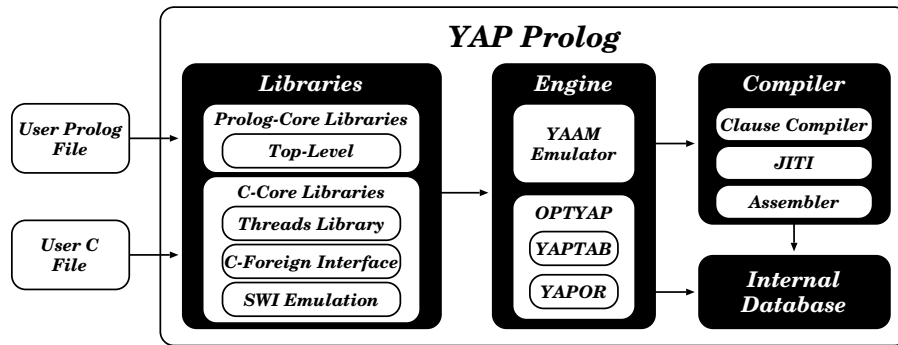 YAP Prolog
User Prolog
File
User C
File
Libraries
Prolog-Core Libraries
Top-Level
C-Core Libraries
Threads Library
C-Foreign Interface
SWI Emulation
Engine
YAAM
Emulator
OPTYAP
YAPTAB
YAPOR
Compiler
Clause Compiler
JITI
Assembler
Internal
Database